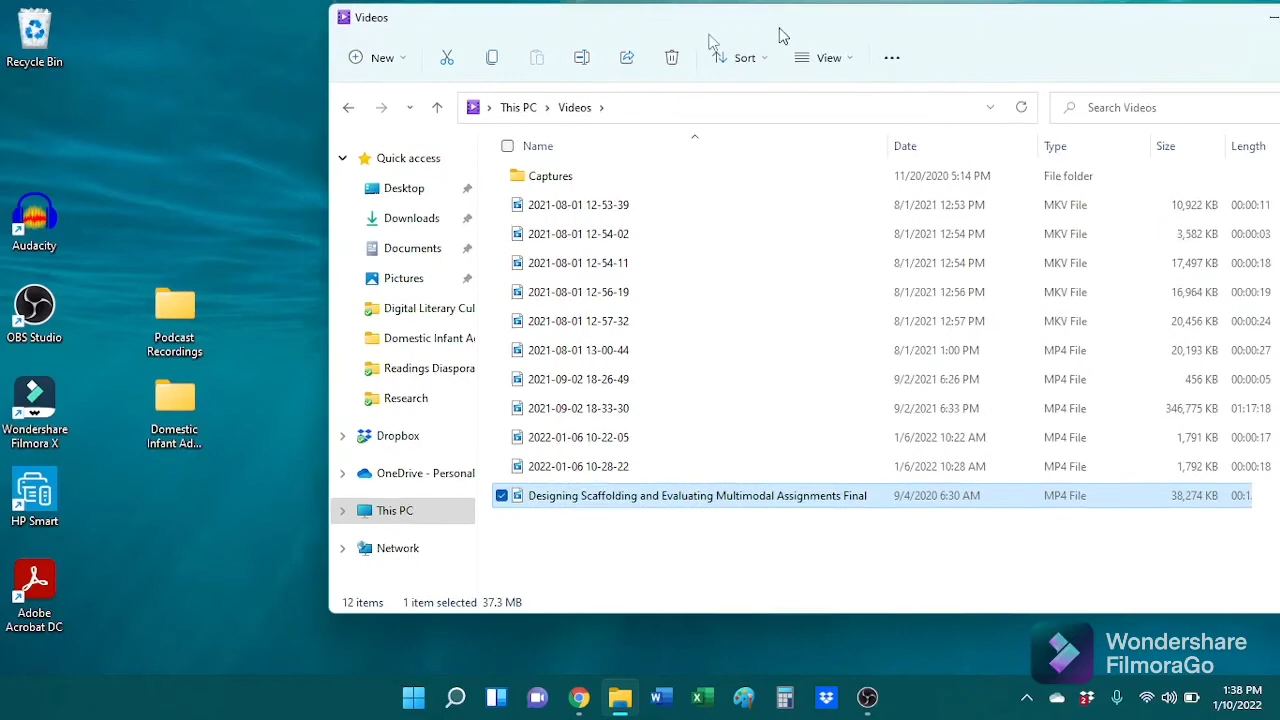 Videos
New
Sort
View
This PC
Videos
Search Videos
Name
Date
Type
Size
Length
Captures
11/20/2020 5:14 PM
File folder
2021-08-01 12-53-39
8/1/2021 12:53 PM
MKV File
10,922 KB
00:00:11
2021-08-01 12-54-02
8/1/2021 12:54 PM
MKV File
3,582 KB
00:00:03
2021-08-01 12-54-11
8/1/2021 12:54 PM
MKV File
17,497 KB
00:00:18
2021-08-01 12-56-19
8/1/2021 12:56 PM
MKV File
16,964 KB
00:00:19
2021-08-01 12-57-32
8/1/2021 12:57 PM
MKV File
20,456 KB
00:00:24
2021-08-01 13-00-44
8/1/2021 1:00 PM
MP4 File
20,193 KB
00:00:27
2021-09-02 18-26-49
9/2/2021 6:26 PM
MP4 File
456 KB
00:00:05
2021-09-02 18-33-30
9/2/2021 6:33 PM
MP4 File
346,775 KB
01:17:18
2022-01-06 10-22-05
1/6/2022 10:22 AM
MP4 File
1,791 KB
00:00:17
2022-01-06 10-28-22
1/6/2022 10:28 AM
MP4 File
1,792 KB
00:00:18
Designing Scaffolding and Evaluating Multimodal Assignments Final
9/4/2020 6:30 AM
MP4 File
38,274 KB
00:1
Quick access
Desktop
Downloads
Documents
Pictures
Digital Literary Cul
Domestic Infant A
Readings Diaspora
Research
Dropbox
OneDrive - Personal
This PC
Network
12 items
1 item selected 37.3 MB
Recycle Bin
Audacity
OBS Studio
Wondershare
Filmora X
HP Smart
Adobe
Acrobat DC
Podcast
Recordings
Domestic
Infant Ad...
Wondershare
FilmoraGo
1:38 PM
1/10/2022